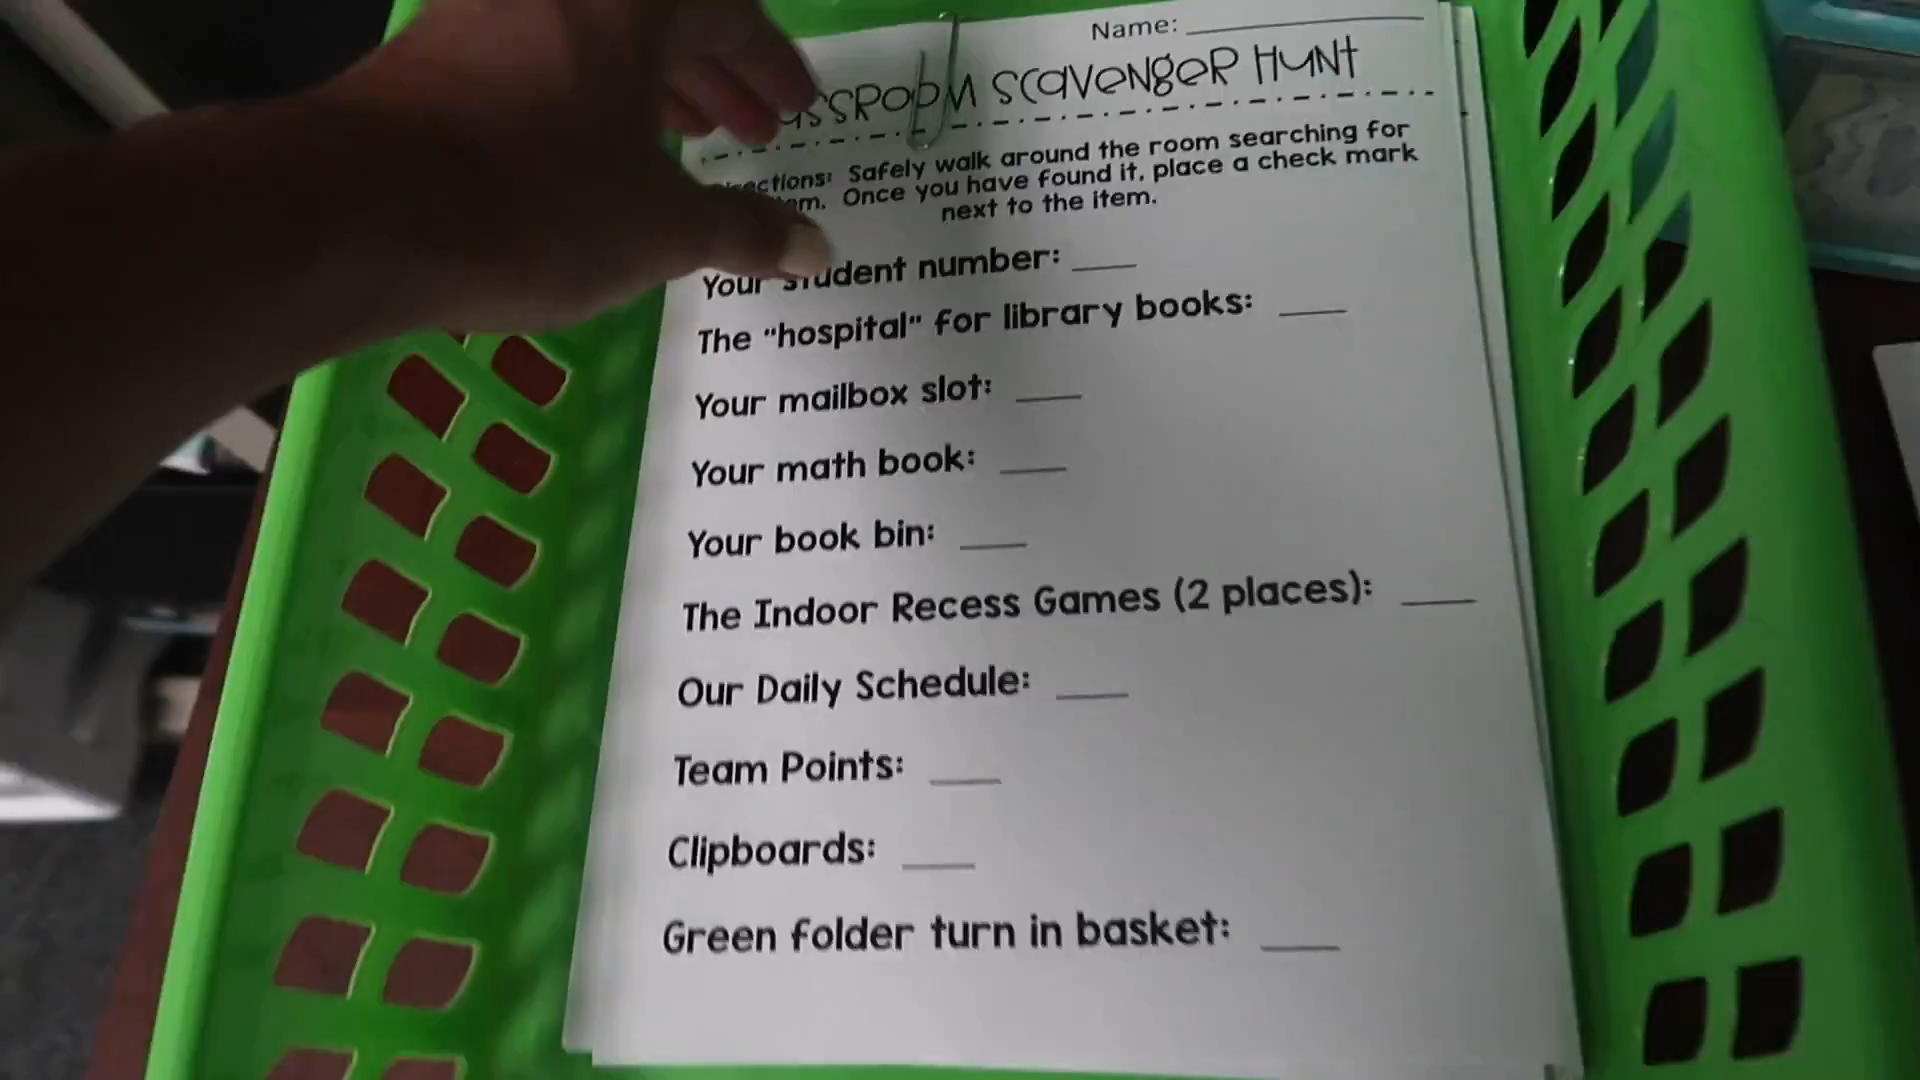 Name:
SCAVENGER HUNT
Safely walk around the room searching for
Once you have found it, place a check mark
next to the item.
Your student number:
The "hospital" for library books:
Your mailbox slot:
Your math book:
Your book bin:
The Indoor Recess Games (2 places):
Our Daily Schedule:
Team Points:
Clipboards:
Green folder turn in basket: